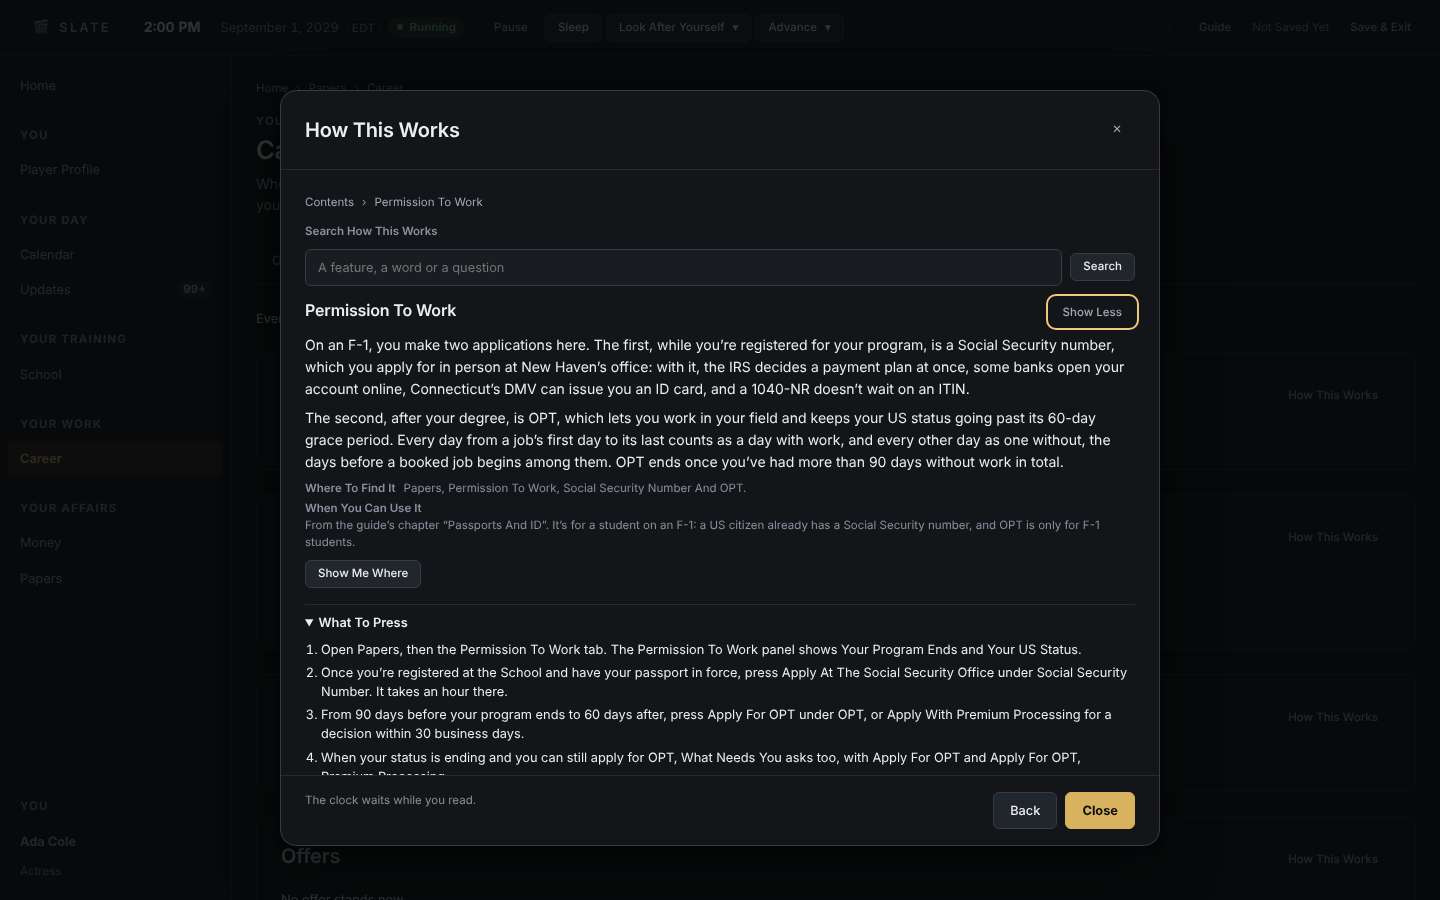 SLATE
2:00 PM September 1, 2029 EDT Running Pause Sleep Look After Yourself Advance Guide Not Saved Yet Save & Exit
Home
YOU
Player Profile
YOUR DAY
Calendar
Updates 99+
YOUR TRAINING
School
YOUR WORK
Career
YOUR AFFAIRS
Money
Papers
YOU
Ada Cole
Actress
Home › Papers › Career
How This Works
×
Contents › Permission To Work
Search How This Works
A feature, a word or a question
Search
Permission To Work
Show Less
On an F-1, you make two applications here. The first, while you’re registered for your program, is a Social Security number,
which you apply for in person at New Haven’s office: with it, the IRS decides a payment plan at once, some banks open your
account online, Connecticut’s DMV can issue you an ID card, and a 1040-NR doesn’t wait on an ITIN.
The second, after your degree, is OPT, which lets you work in your field and keeps your US status going past its 60-day
grace period. Every day from a job’s first day to its last counts as a day with work, and every other day as one without, the
days before a booked job begins among them. OPT ends once you’ve had more than 90 days without work in total.
Where To Find It Papers, Permission To Work, Social Security Number And OPT.
When You Can Use It
From the guide’s chapter “Passports And ID”. It’s for a student on an F-1: a US citizen already has a Social Security number, and OPT is only for F-1
students.
Show Me Where
What To Press
1. Open Papers, then the Permission To Work tab. The Permission To Work panel shows Your Program Ends and Your US Status.
2. Once you’re registered at the School and have your passport in force, press Apply At The Social Security Office under Social Security
Number. It takes an hour there.
3. From 90 days before your program ends to 60 days after, press Apply For OPT under OPT, or Apply With Premium Processing for a
decision within 30 business days.
4. When your status is ending and you can still apply for OPT, What Needs You asks too, with Apply For OPT and Apply For OPT,
Premium Processing.
The clock waits while you read.
Back
Close
How This Works
How This Works
How This Works
How This Works
Offers
No offer stands now.